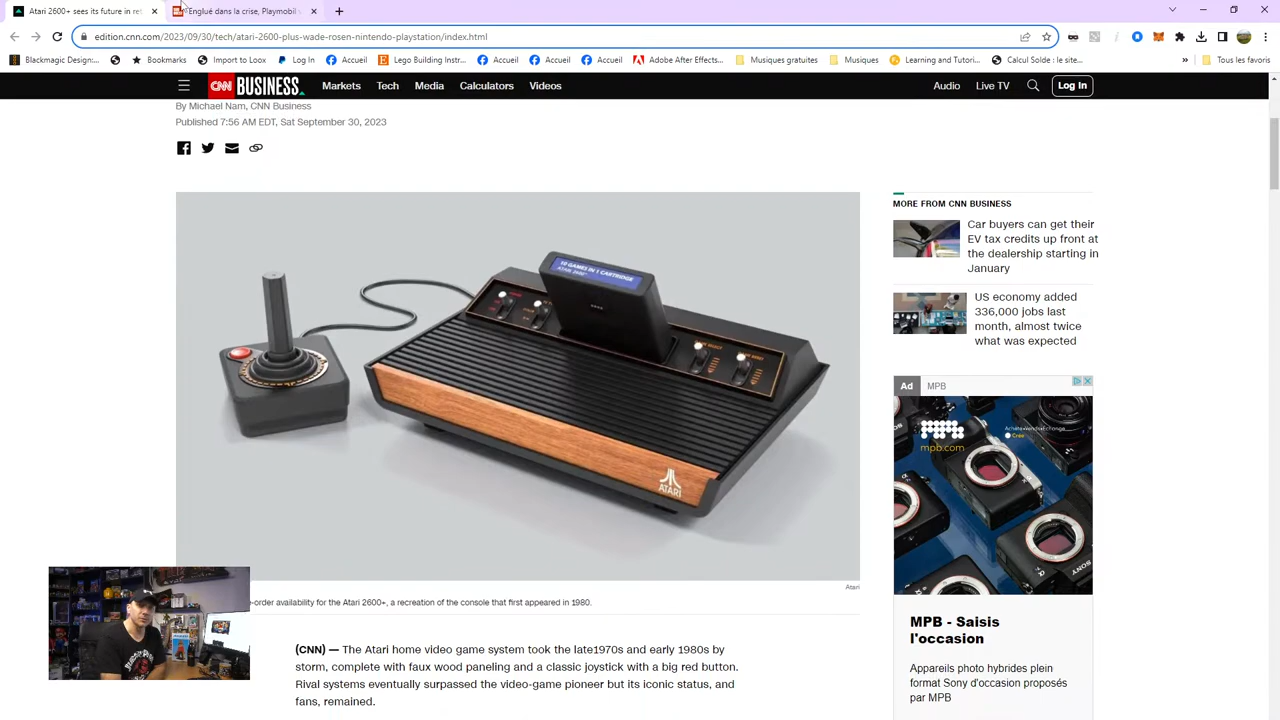 Atari 2600+ sees its future in ret
Englué dans la crise, Playmobil s
edition.cnn.com/2023/09/30/tech/atari-2600-plus-wade-rosen-nintendo-playstation/index.html
Blackmagic Design:...
Bookmarks
Import to Loox
Log In
Accueil
Lego Building Instr...
Accueil
Accueil
Accueil
Adobe After Effects...
Musiques gratuites
Musiques
Learning and Tutori...
Calcul Solde : le site...
»
Tous les favoris
CNN BUSINESS
Markets
Tech
Media
Calculators
Videos
Audio
Live TV
Log In
By Michael Nam, CNN Business
Published 7:56 AM EDT, Sat September 30, 2023
10 GAMES IN 1 CARTRIDGE
ATARI 2600
ATARI
Atari
-order availability for the Atari 2600+, a recreation of the console that first appeared in 1980.
(CNN) — The Atari home video game system took the late1970s and early 1980s by
storm, complete with faux wood paneling and a classic joystick with a big red button.
Rival systems eventually surpassed the video-game pioneer but its iconic status, and
fans, remained.
MORE FROM CNN BUSINESS
Car buyers can get their
EV tax credits up front at
the dealership starting in
January
US economy added
336,000 jobs last
month, almost twice
what was expected
Ad
MPB
mpb.com
SONY
MPB - Saisis
l'occasion
Appareils photo hybrides plein
format Sony d'occasion proposés
par MPB